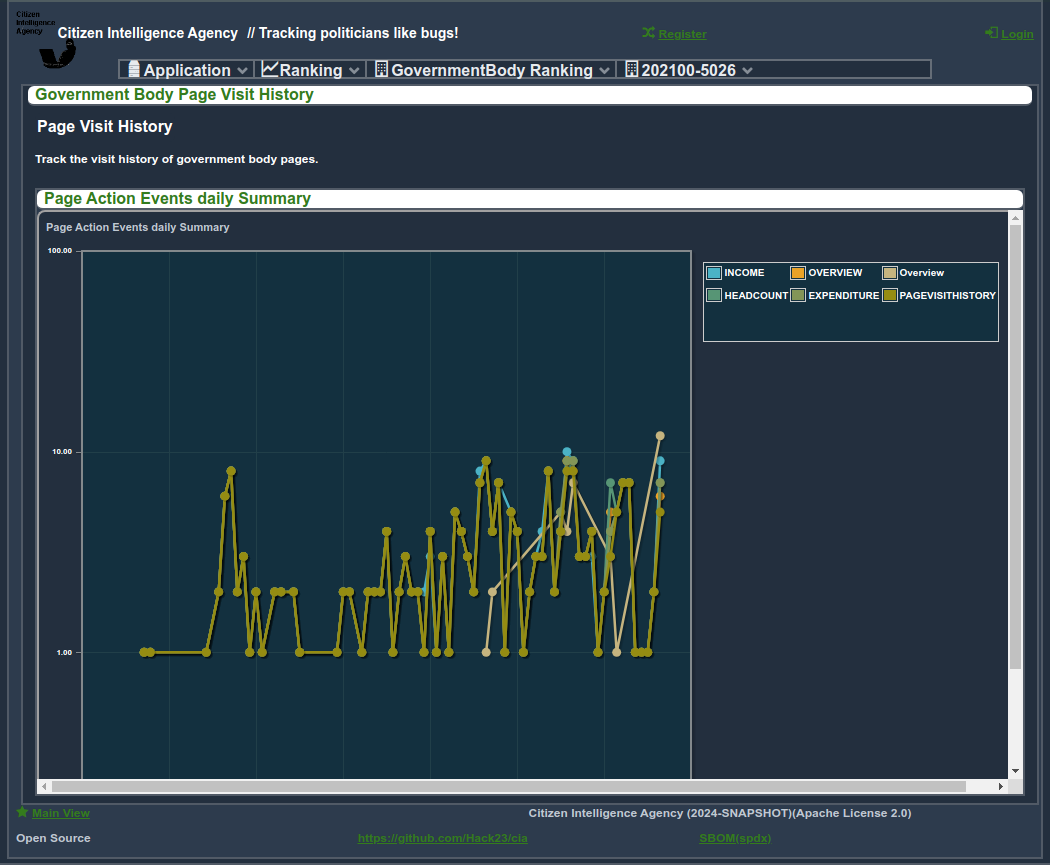 Citizen
Intelligence
Agency
Citizen Intelligence Agency // Tracking politicians like bugs!
Register
Login
Application
Ranking
GovernmentBody Ranking
202100-5026
Government Body Page Visit History
Page Visit History
Track the visit history of government body pages.
Page Action Events daily Summary
Page Action Events daily Summary
100.00
10.00
1.00
INCOME
OVERVIEW
Overview
HEADCOUNT
EXPENDITURE
PAGEVISITHISTORY
Main View
Citizen Intelligence Agency (2024-SNAPSHOT)(Apache License 2.0)
Open Source
https://github.com/Hack23/cia
SBOM(spdx)